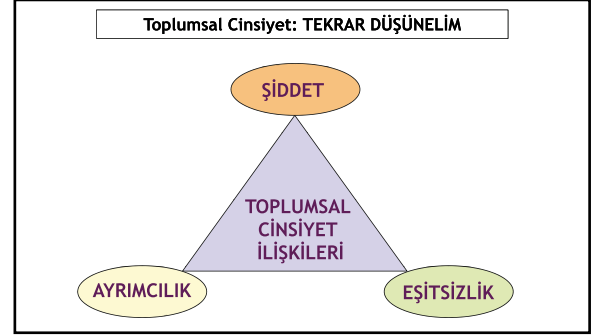 Toplumsal Cinsiyet: TEKRAR DÜŞÜNELİM
ŞİDDET
TOPLUMSAL
CİNSİYET
İLİŞKİLERİ
AYRIMCILIK
EŞİTSİZLİK